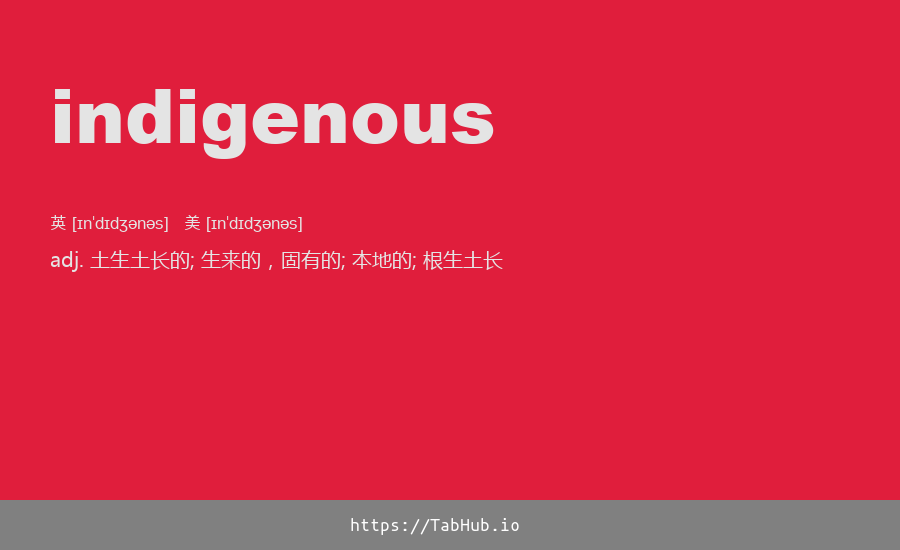 indigenous
英 [ɪnˈdɪdʒənəs] 美 [ɪnˈdɪdʒənəs]
adj. 土生土长的; 生来的，固有的; 本地的; 根生土长
https://TabHub.io